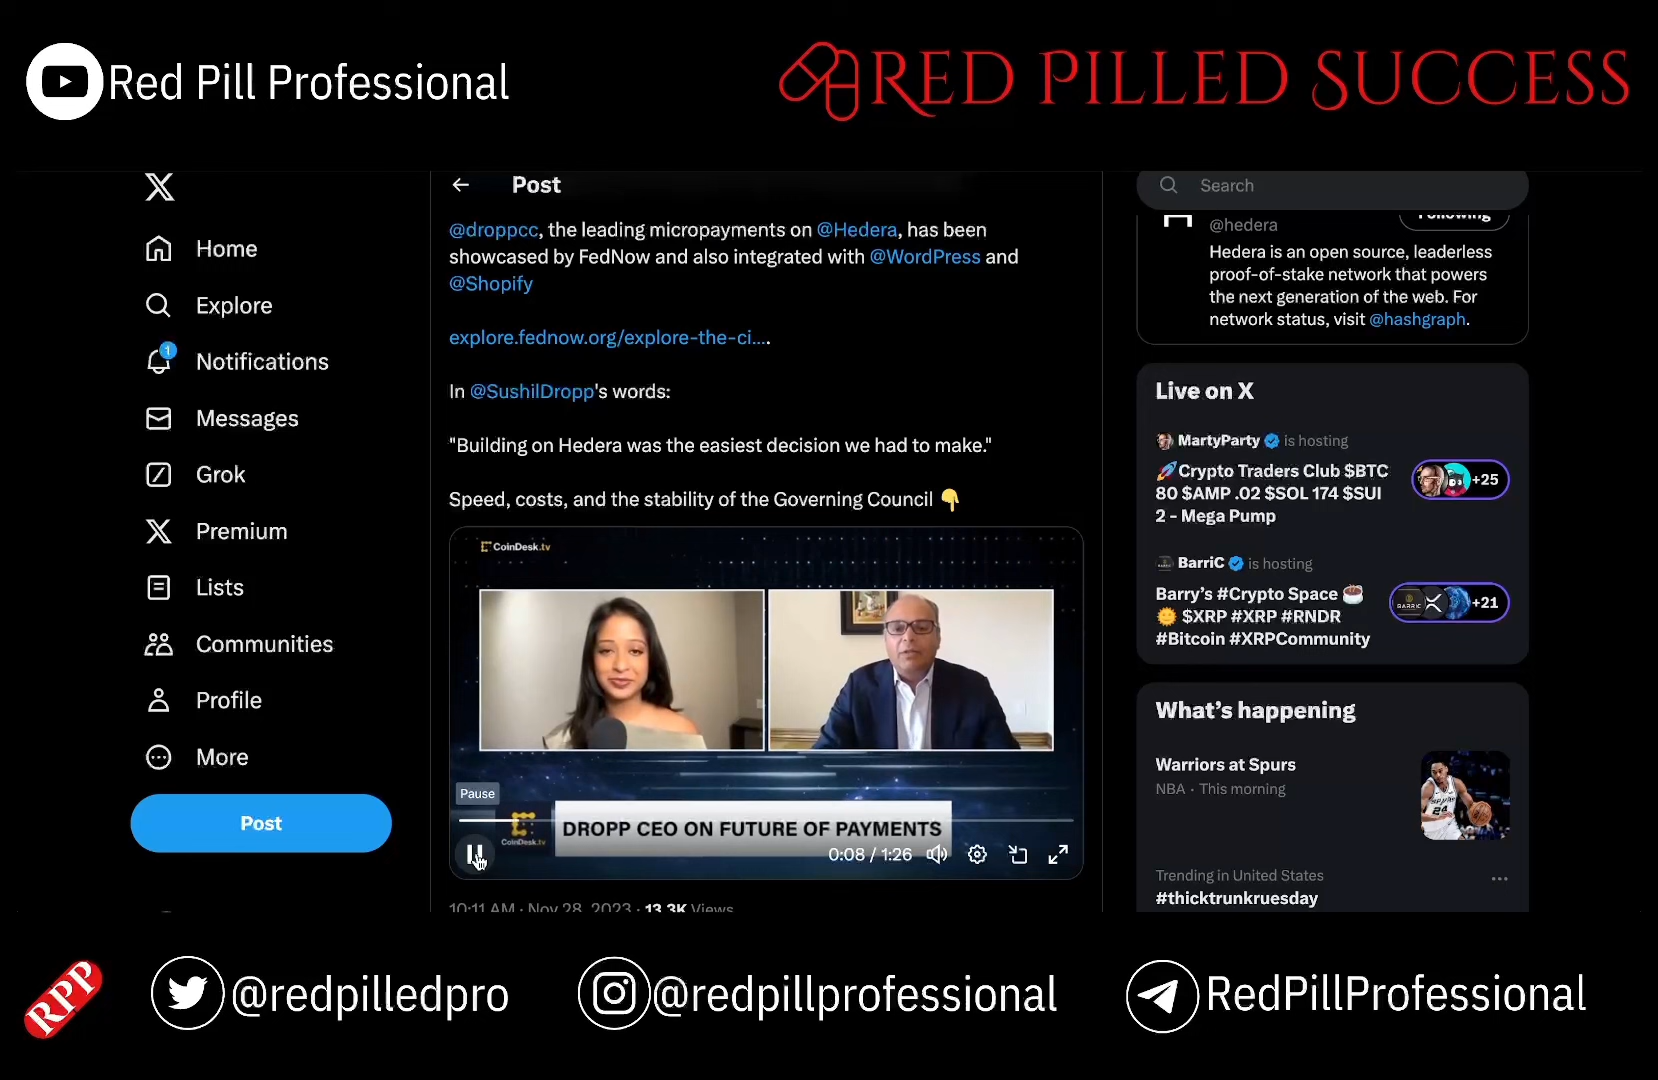 Red Pill Professional
RED PILLED SUCCESS
Home
Explore
1
Notifications
Messages
Grok
Premium
Lists
Communities
Profile
More
Post
Post
@droppcc, the leading micropayments on @Hedera, has been
showcased by FedNow and also integrated with @WordPress and
@Shopify
explore.fednow.org/explore-the-ci....
In @SushilDropp's words:
"Building on Hedera was the easiest decision we had to make."
Speed, costs, and the stability of the Governing Council 👇
CoinDesk.tv
Pause
CoinDesk.tv
DROPP CEO ON FUTURE OF PAYMENTS
0:08 / 1:26
10:11 AM · Nov 28, 2023 · 13.3K Views
Search
@hedera
Following
Hedera is an open source, leaderless
proof-of-stake network that powers
the next generation of the web. For
network status, visit @hashgraph.
Live on X
MartyParty is hosting
🚀Crypto Traders Club $BTC
80 $AMP .02 $SOL 174 $SUI
2 - Mega Pump
+25
BarriC is hosting
Barry's #Crypto Space ☕
🌞 $XRP #XRP #RNDR
#Bitcoin #XRPCommunity
+21
What's happening
Warriors at Spurs
NBA · This morning
Trending in United States
#thicktrunkruesday
RPP
@redpilledpro
@redpillprofessional
RedPillProfessional